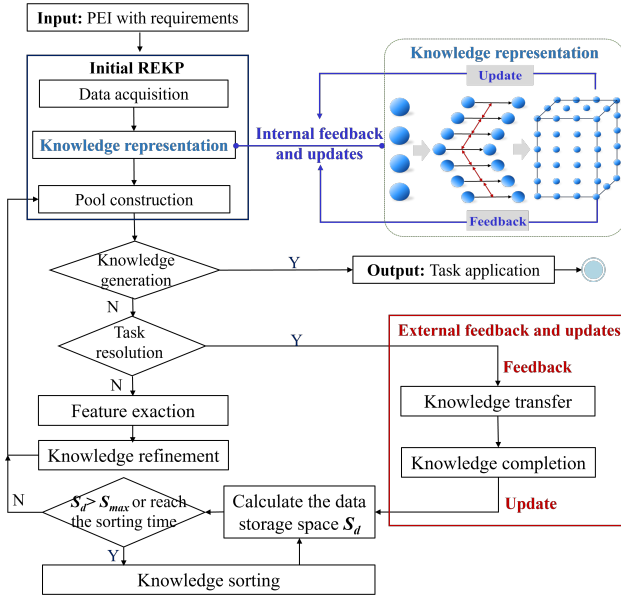 Input: PEI with requirements
Initial REKP
Data acquisition
Knowledge representation
Pool construction
Internal feedback
and updates
Knowledge representation
Update
Feedback
Knowledge
generation
Y
Output: Task application
N
Task
resolution
Y
N
Feature exaction
Knowledge refinement
External feedback and updates
Feedback
Knowledge transfer
Knowledge completion
Update
Calculate the data
storage space Sd
Sd > Smax or reach
the sorting time
N
Y
Knowledge sorting